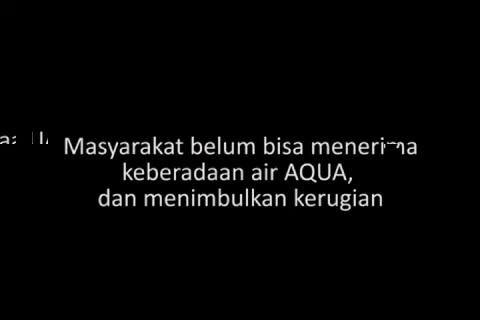 Masyarakat belum bisa menerima
keberadaan air AQUA,
dan menimbulkan kerugian